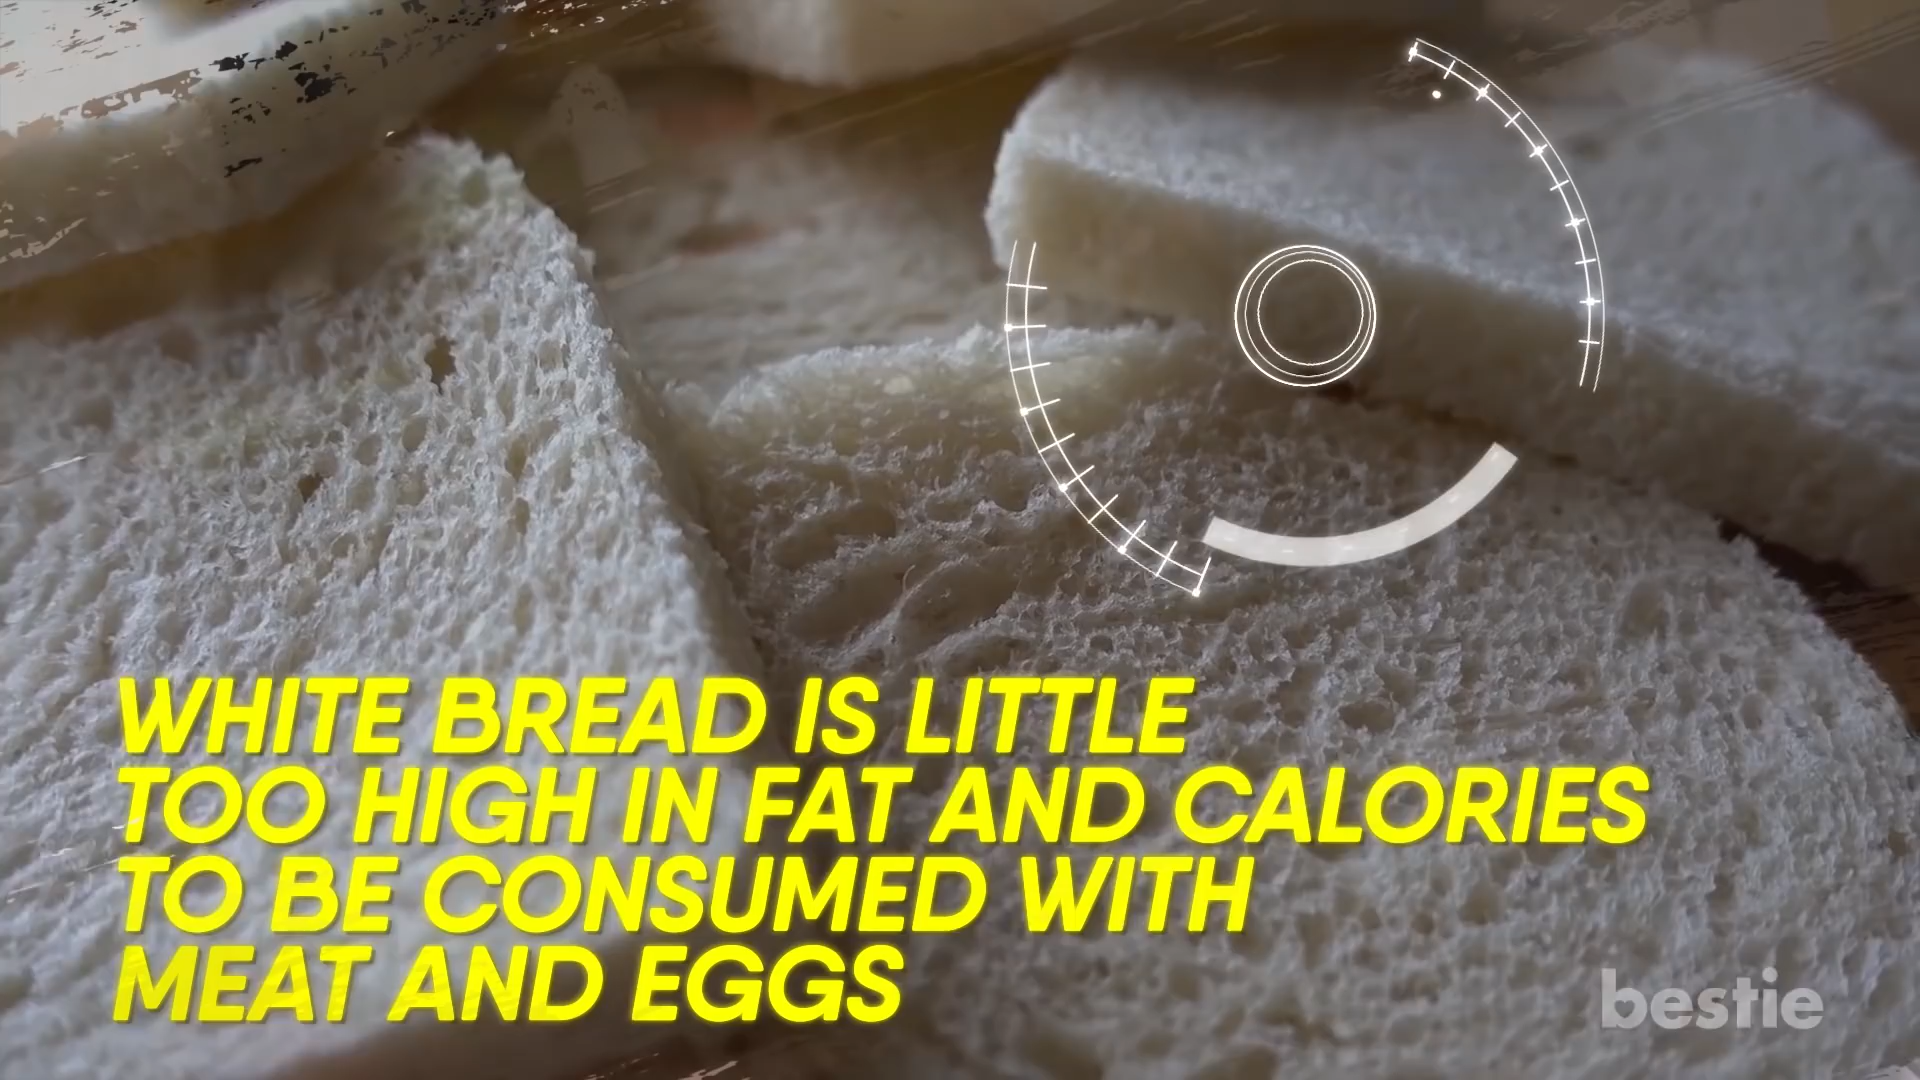 WHITE BREAD IS LITTLE
TOO HIGH IN FAT AND CALORIES
TO BE CONSUMED WITH
MEAT AND EGGS
bestie